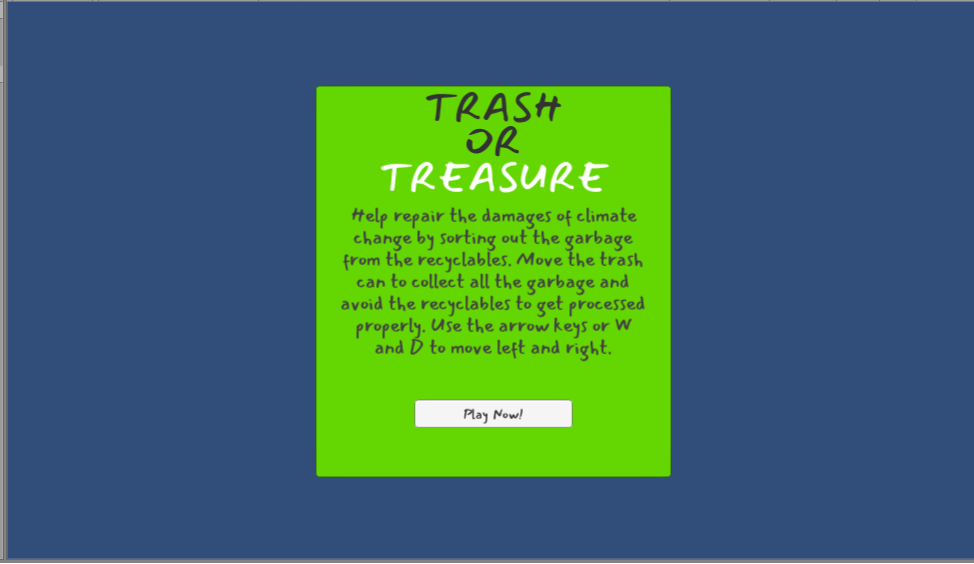 TRASH
OR
TREASURE
Help repair the damages of climate
change by sorting out the garbage
from the recyclables. Move the trash
can to collect all the garbage and
avoid the recyclables to get processed
properly. Use the arrow keys or W
and D to move left and right.
Play Now!